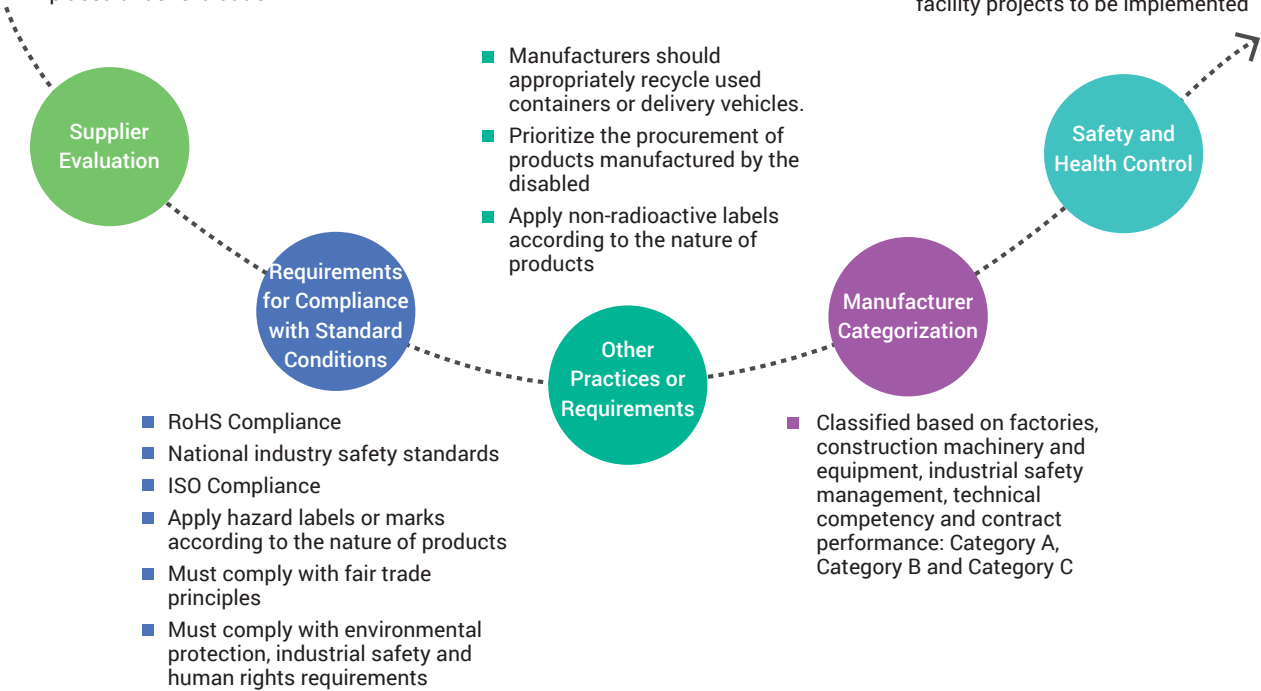 facility projects to be implemented
Supplier
Evaluation
Requirements
for Compliance
with Standard
Conditions
RoHS Compliance
National industry safety standards
ISO Compliance
Apply hazard labels or marks
according to the nature of products
Must comply with fair trade
principles
Must comply with environmental
protection, industrial safety and
human rights requirements
Manufacturers should
appropriately recycle used
containers or delivery vehicles.
Prioritize the procurement of
products manufactured by the
disabled
Apply non-radioactive labels
according to the nature of
products
Other
Practices or
Requirements
Manufacturer
Categorization
Classified based on factories,
construction machinery and
equipment, industrial safety
management, technical
competency and contract
performance: Category A,
Category B and Category C
Safety and
Health Control